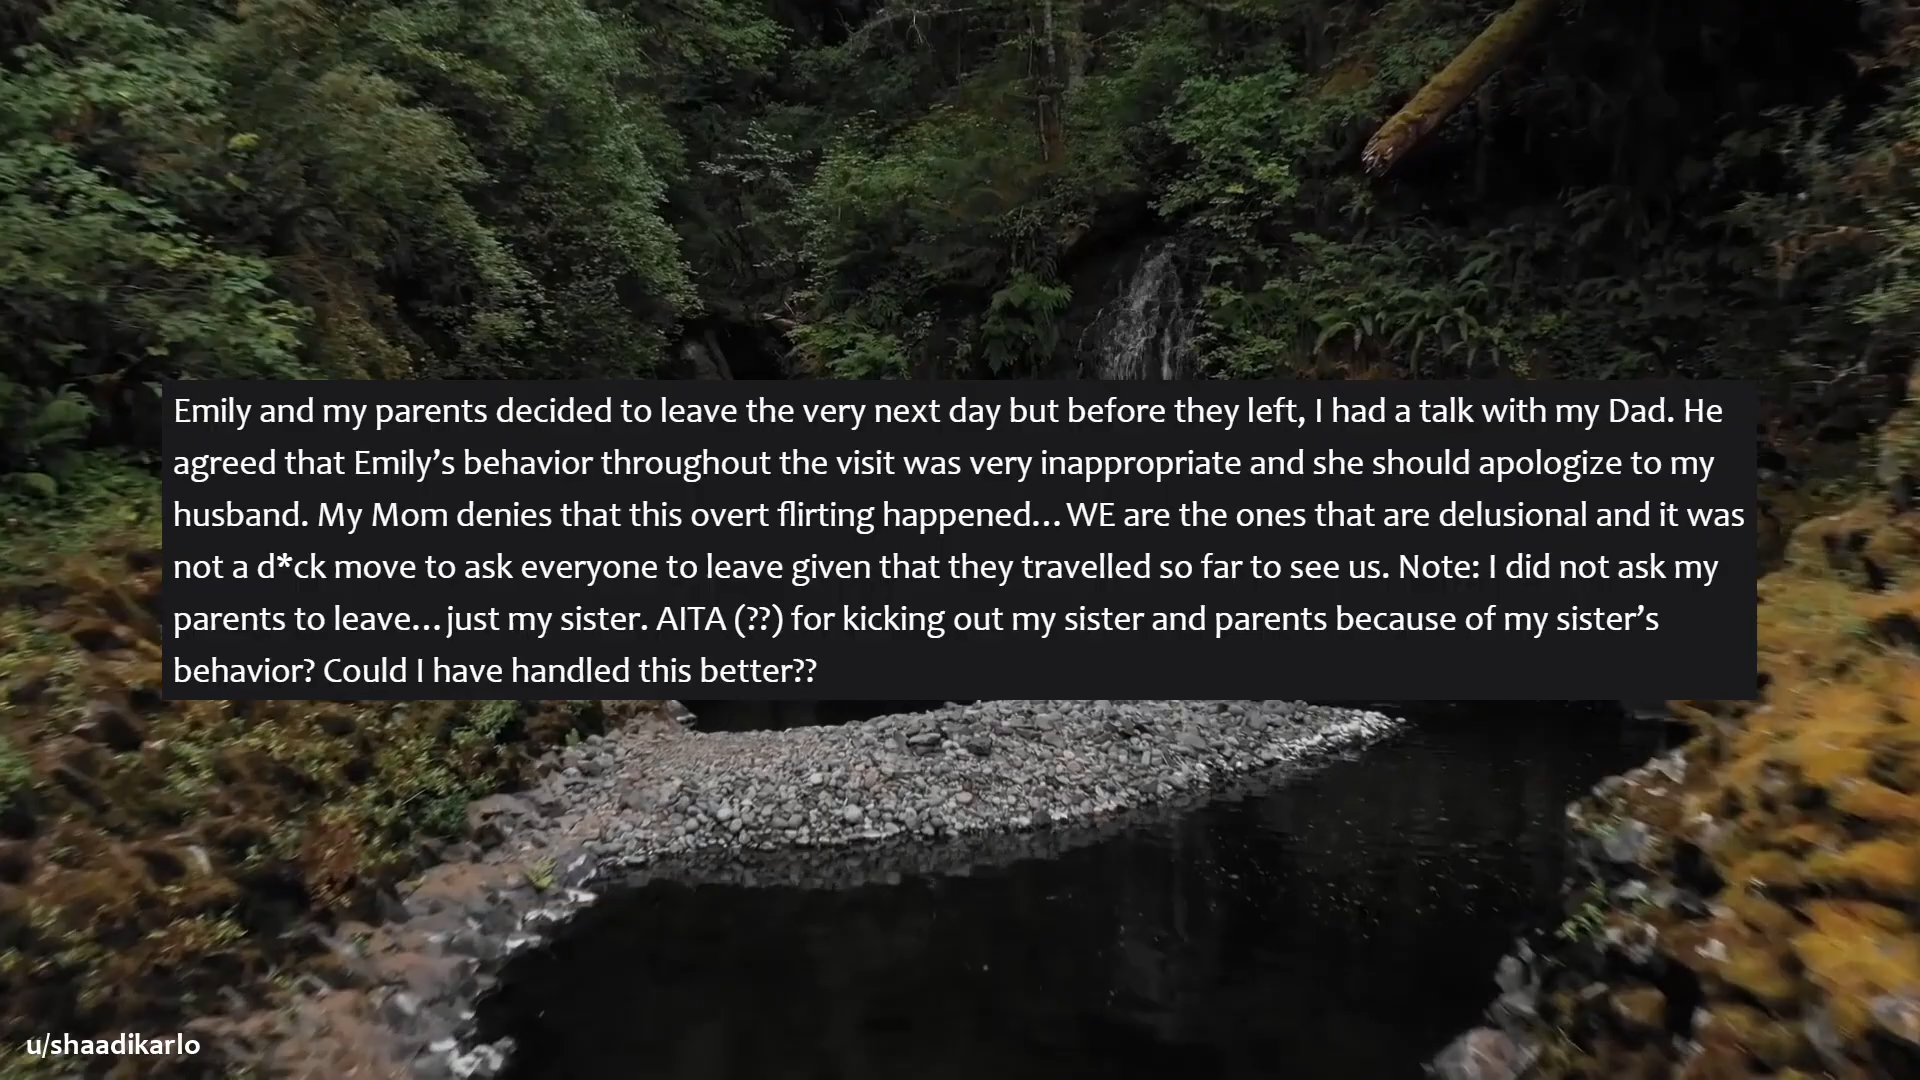 Emily and my parents decided to leave the very next day but before they left, I had a talk with my Dad. He
agreed that Emily’s behavior throughout the visit was very inappropriate and she should apologize to my
husband. My Mom denies that this overt flirting happened… WE are the ones that are delusional and it was
not a d*ck move to ask everyone to leave given that they travelled so far to see us. Note: I did not ask my
parents to leave… just my sister. AITA (??) for kicking out my sister and parents because of my sister’s
behavior? Could I have handled this better??
u/shaadikarlo